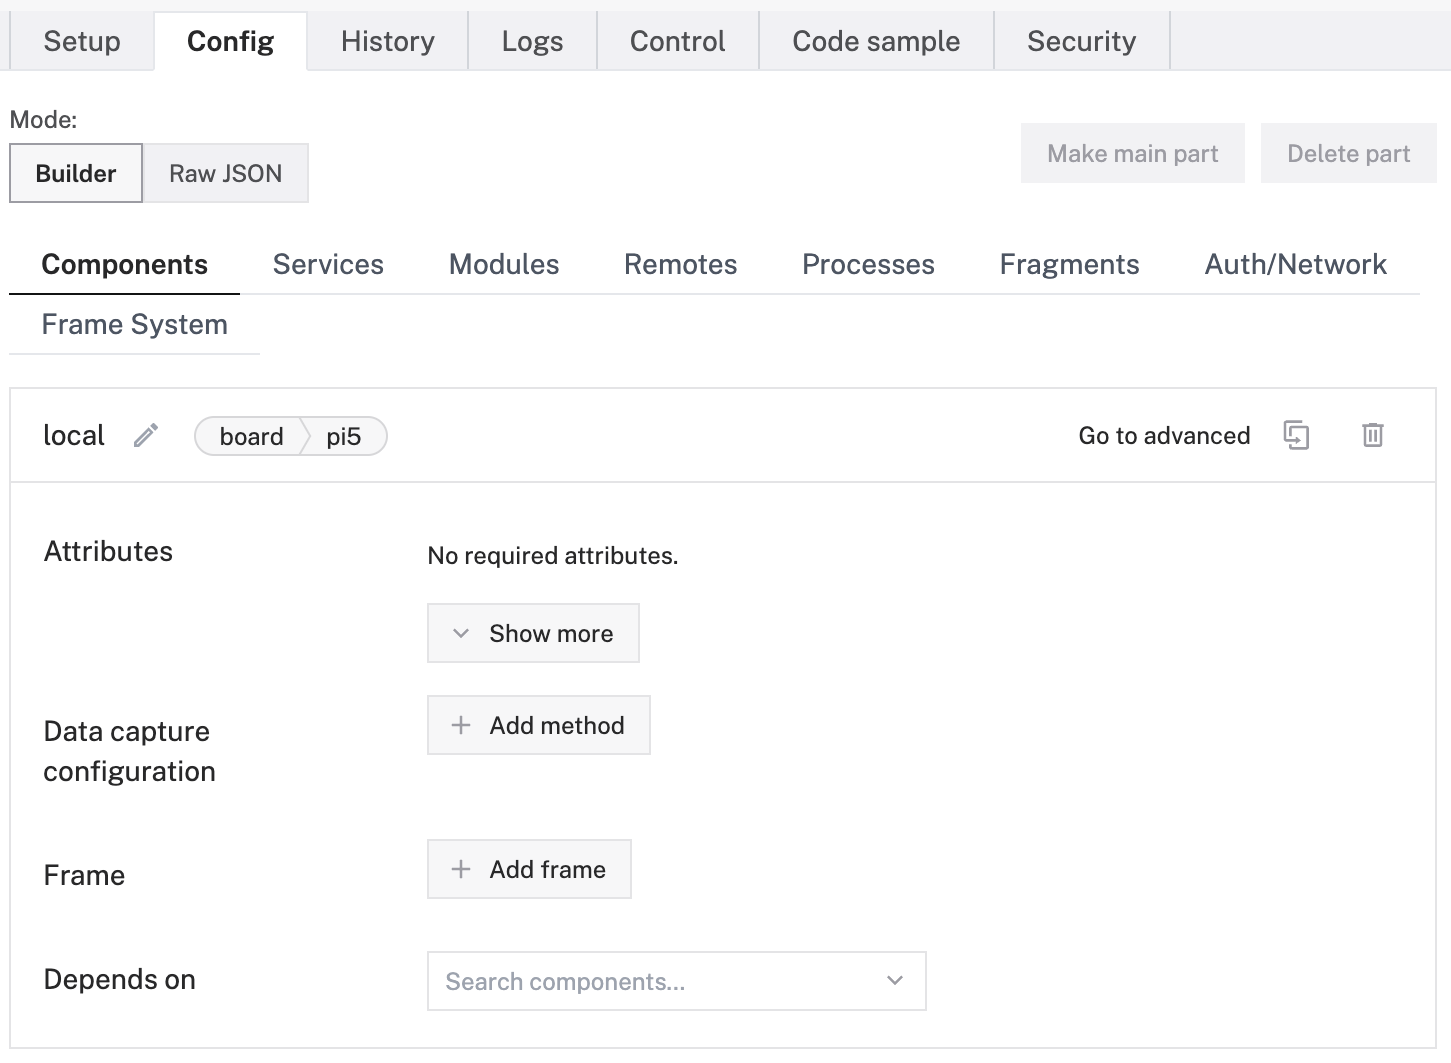 Setup Config History Logs Control Code sample Security
Mode:
Builder Raw JSON
Make main part Delete part
Components Services Modules Remotes Processes Fragments Auth/Network
Frame System
local board pi5 Go to advanced
Attributes No required attributes.
Show more
Data capture
configuration
Add method
Frame Add frame
Depends on Search components...